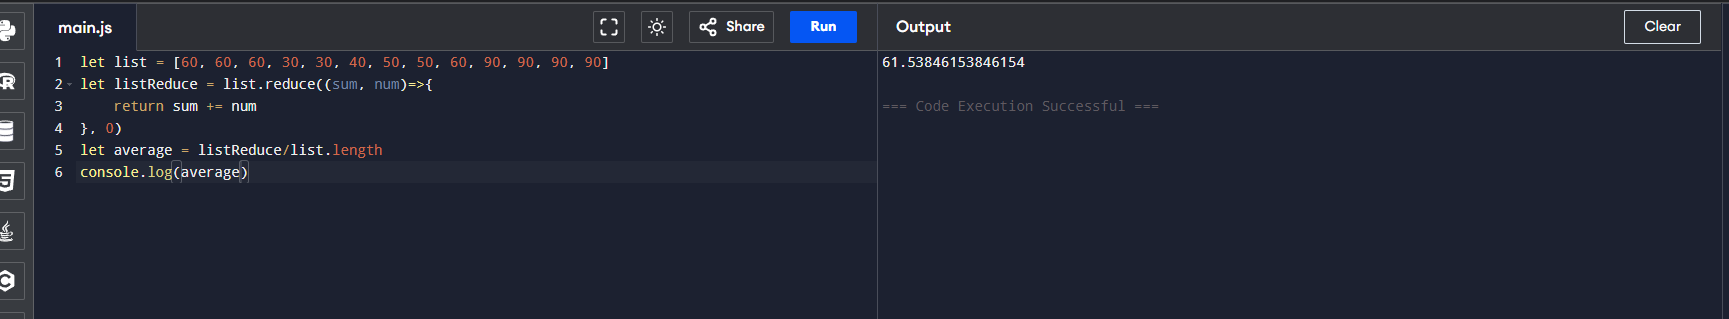 main.js
Share
Run
Output
Clear
1 let list = [60, 60, 60, 30, 30, 40, 50, 50, 60, 90, 90, 90, 90]
2 let listReduce = list.reduce((sum, num)=>{
3     return sum += num
4 }, 0)
5 let average = listReduce/list.length
6 console.log(average)
61.53846153846154
=== Code Execution Successful ===